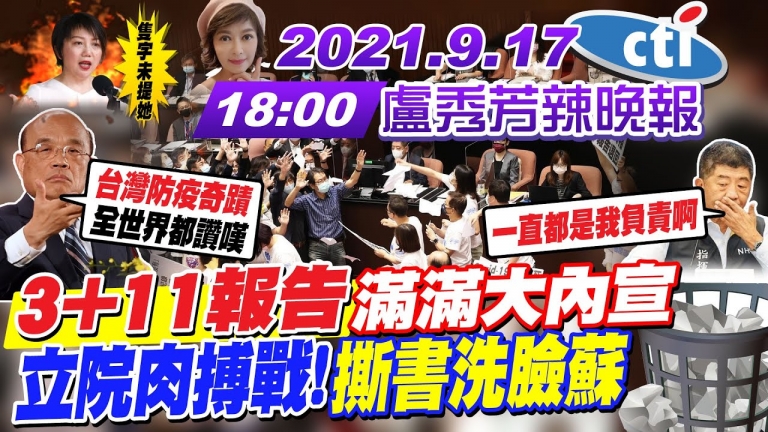 隻字未提她
2021.9.17
cti
18:00
盧秀芳辣晚報
台灣防疫奇蹟
全世界都讚嘆
一直都是我負責啊
指揮
NH
3+11報告滿滿大內宣
立院肉搏戰!撕書洗臉蘇